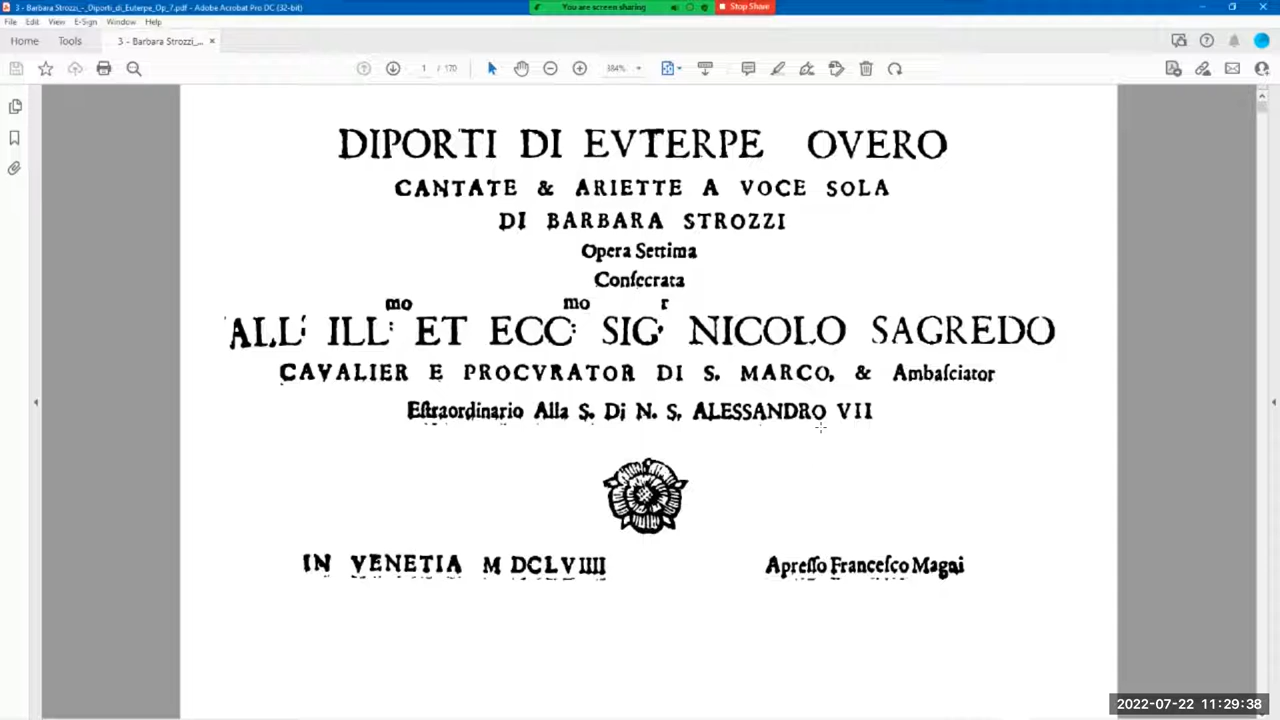 3 - Barbara Strozzi_-_Diporti_di_Euterpe_Op_7.pdf - Adobe Acrobat Pro DC (32-bit)
You are screen sharing
Stop Share
File Edit View E-Sign Window Help
Home Tools 3 - Barbara Strozzi_... ×
1 / 170
384%
DIPORTI DI EVTERPE OVERO
CANTATE & ARIETTE A VOCE SOLA
DI BARBARA STROZZI
Opera Settima
Conſecrata
ALL: ILL:mo ET ECC:mo SIG.r NICOLO SAGREDO
CAVALIER E PROCVRATOR DI S. MARCO, & Ambaſciator
Eſtraordinario Alla S. Di N. S. ALESSANDRO VII
IN VENETIA M DCLVIIII
Apreſſo Franceſco Magni
2022-07-22 11:29:38